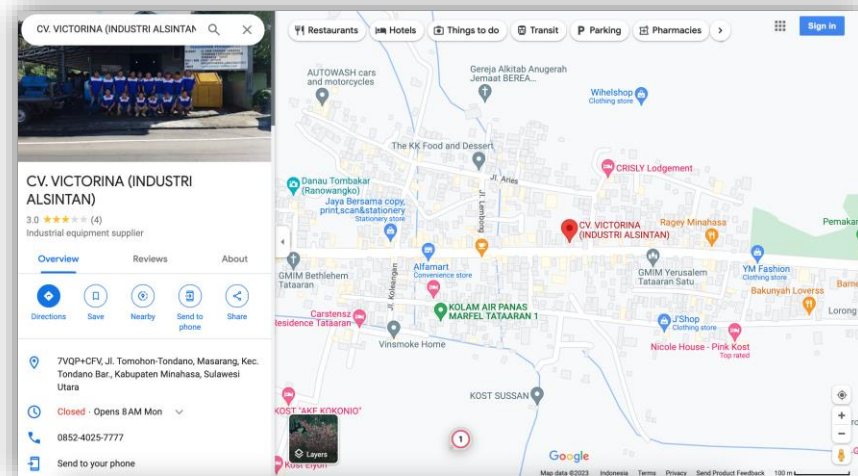 CV. VICTORINA (INDUSTRI ALSINTAN)
CV. VICTORINA (INDUSTRI
ALSINTAN)
3.0
(4)
Industrial equipment supplier
Overview
Reviews
About
Directions
Save
Nearby
Send to
phone
Share
7VQP+CFV, Jl. Tomohon-Tondano, Masarang, Kec.
Tondano Bar., Kabupaten Minahasa, Sulawesi
Utara
Closed · Opens 8 AM Mon
0852-4025-7777
Send to your phone
Restaurants
Hotels
Things to do
Transit
Parking
Pharmacies
Sign in
AUTOWASH cars
and motorcycles
Gereja Alkitab Anugerah
Jemaat BEREA...
Wihelshop
Clothing store
The KK Food and Dessert
Jl. Aries
CRISLY Lodgement
Danau Tombakar
(Ranowangko)
Jaya Bersama copy,
print,scan&stationery
Stationery store
Jl. Lembong
CV. VICTORINA
(INDUSTRI ALSINTAN)
Ragey Minahasa
Pemakar
GMIM Bethlehem
Tataaran
Alfamart
Convenience store
GMIM Yerusalem
Tataaran Satu
YM Fashion
Clothing store
Jl. Koleangan
Bakunyah Loverss
Barne
Lorong
Carstensz
Residence Tataaran
KOLAM AIR PANAS
MARFEL TATAARAN 1
J'Shop
Clothing store
Vinsmoke Home
Nicole House - Pink Kost
Top rated
KOST SUSSAN
KOST "AKE KOKONIO"
Kost Elyon
Layers
1
Google
Map data ©2023
Indonesia
Terms
Privacy
Send Product Feedback
100 m